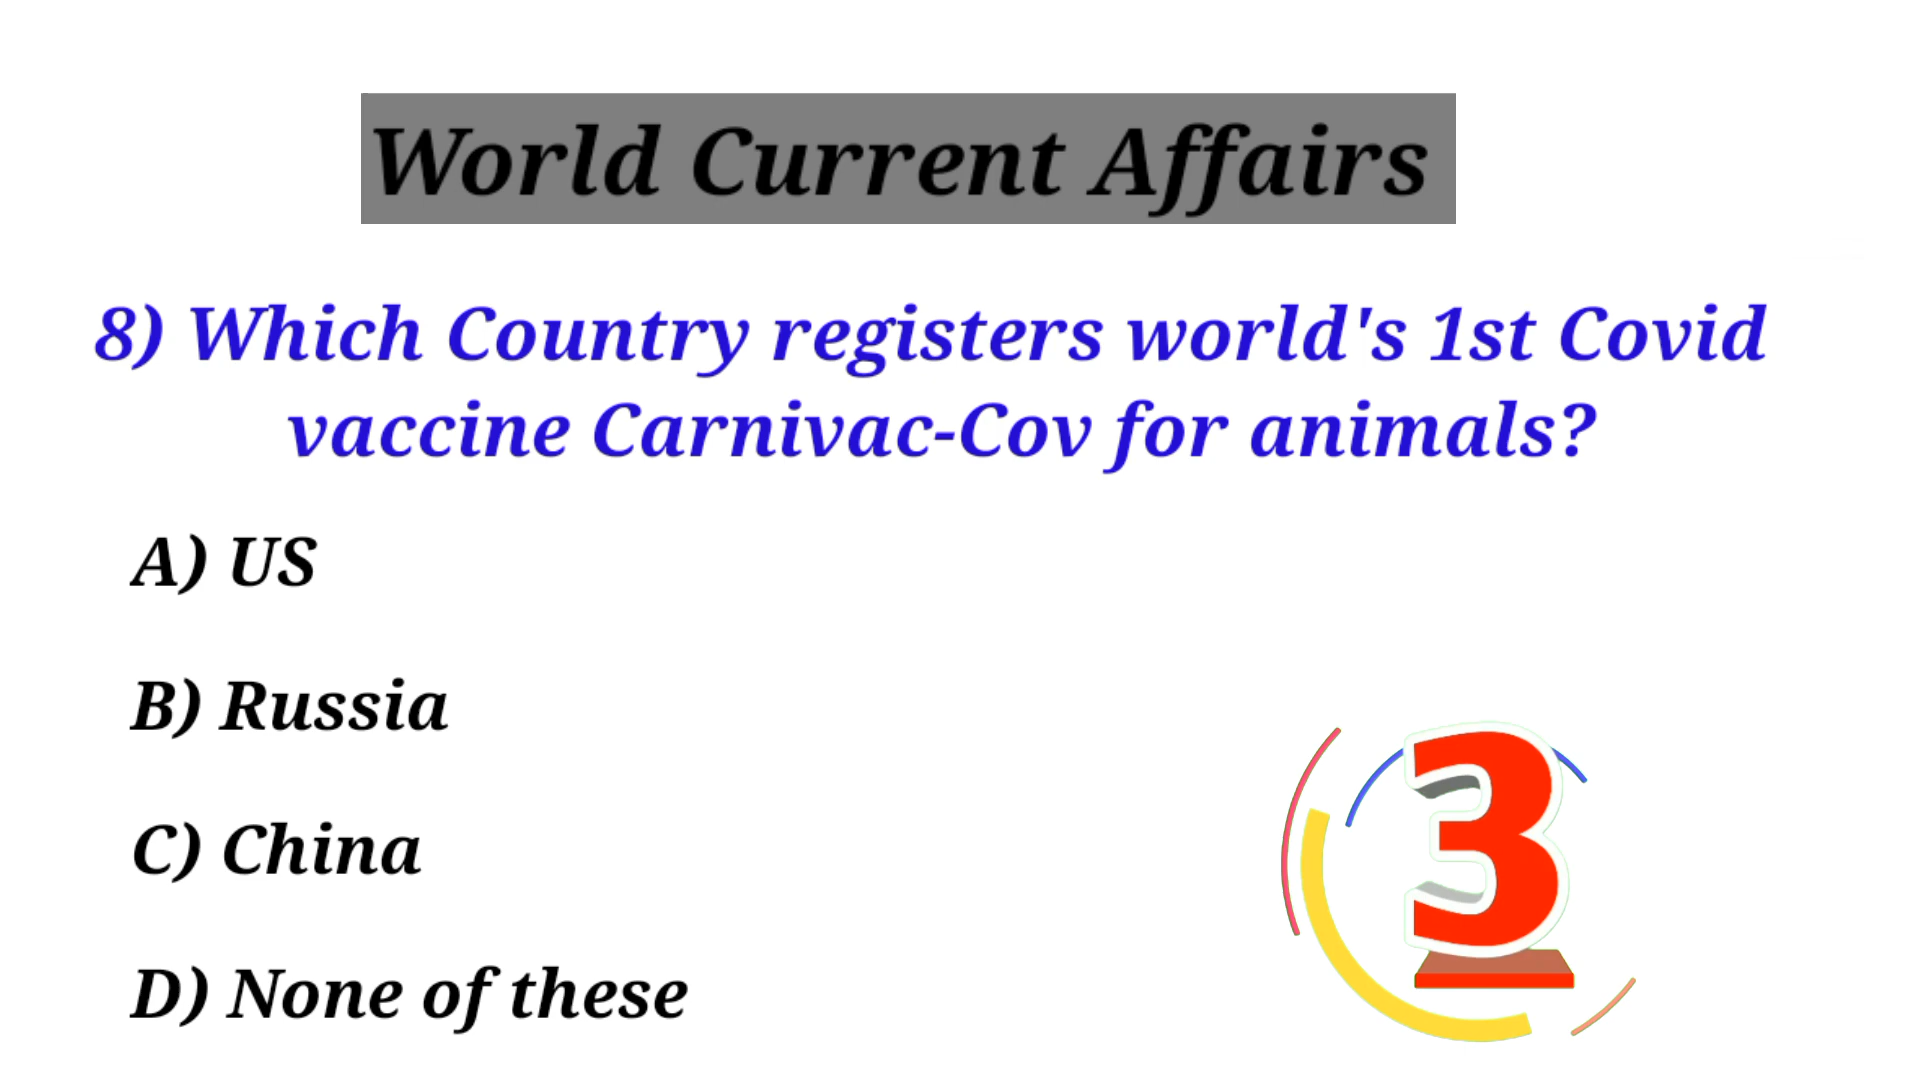 World Current Affairs
8) Which Country registers world's 1st Covid
vaccine Carnivac-Cov for animals?
A) US
B) Russia
C) China
D) None of these
3